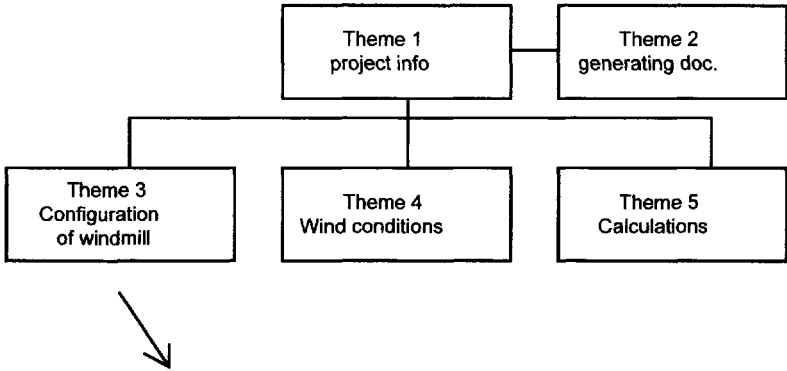 Theme 1
project info
Theme 2
generating doc.
Theme 3
Configuration
of windmill
Theme 4
Wind conditions
Theme 5
Calculations